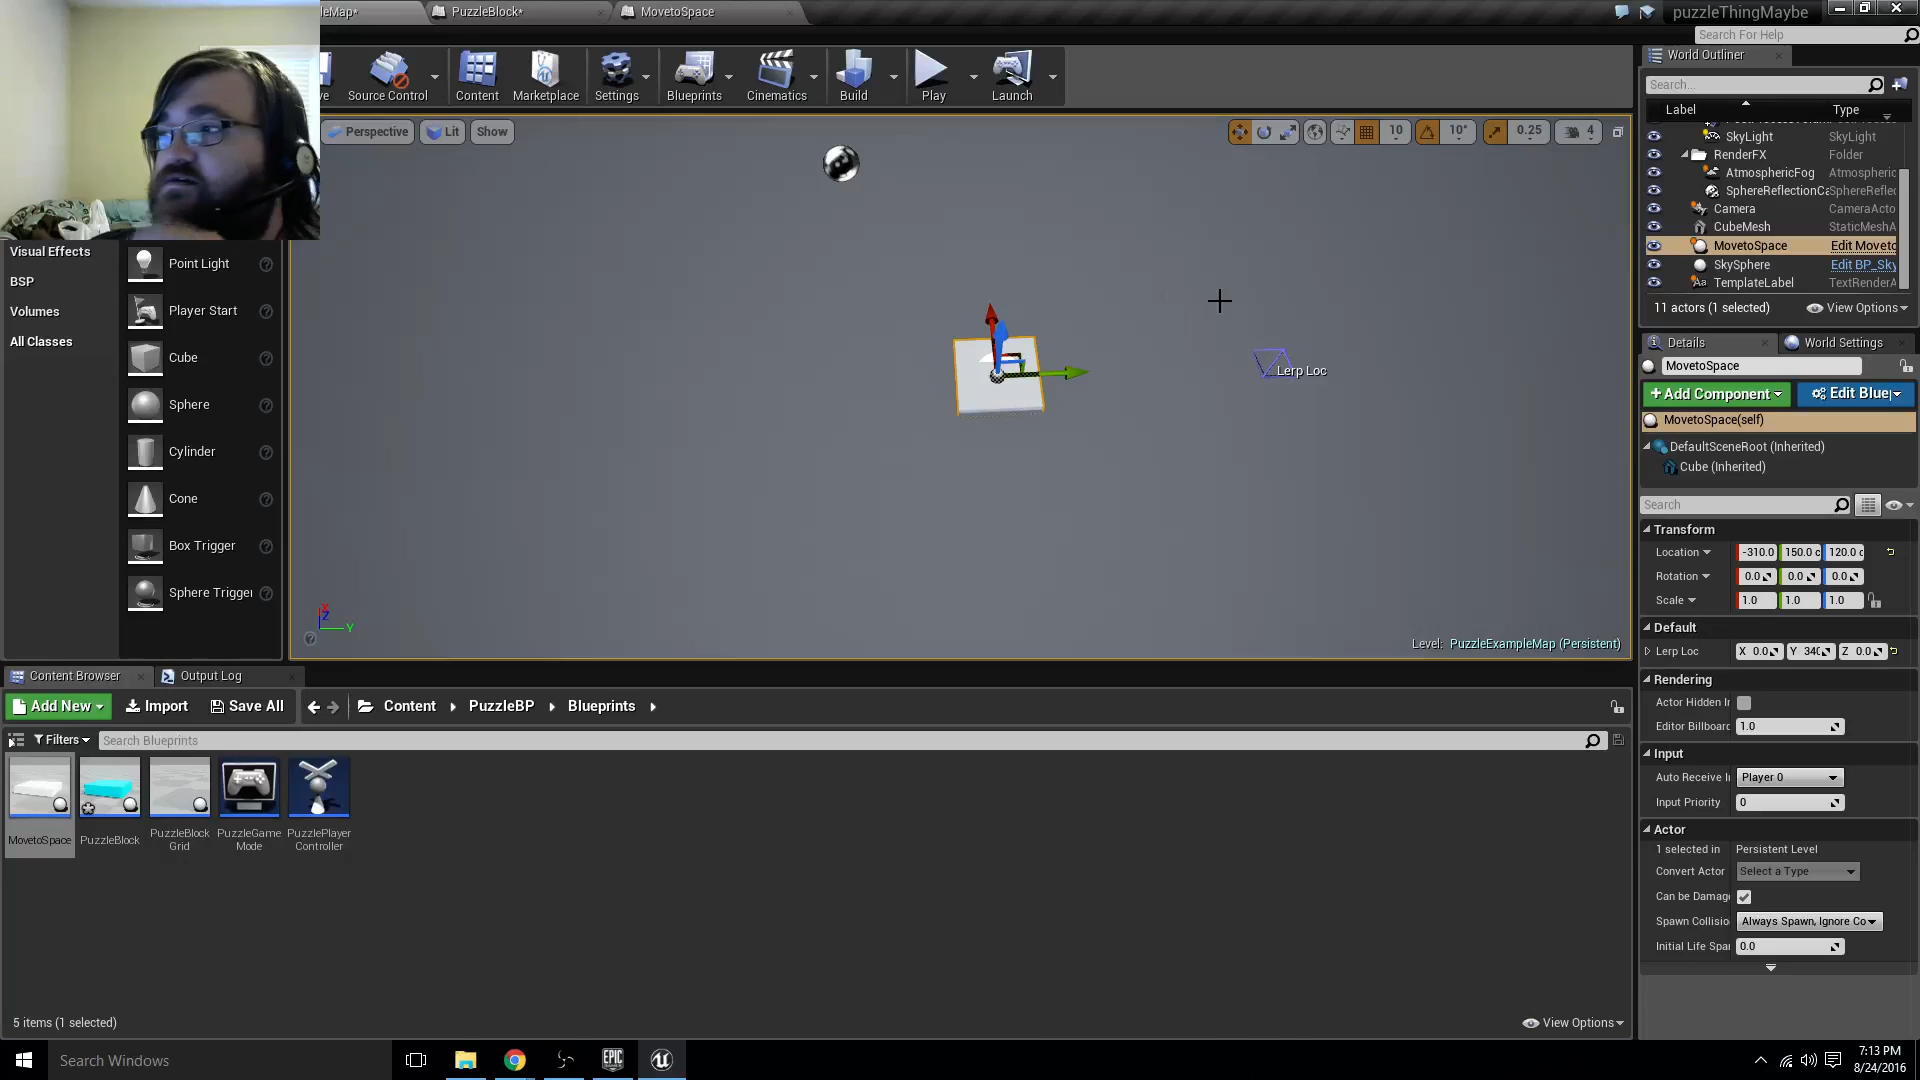 leMap*
PuzzleBlock*
MovetoSpace
puzzleThingMaybe
Search For Help
ve
Source Control
Content
Marketplace
Settings
Blueprints
Cinematics
Build
Play
Launch
World Outliner
Search...
Label
Type
SkyLight
SkyLight
RenderFX
Folder
AtmosphericFog
Atmospheric
SphereReflectionCa
SphereReflec
Camera
CameraActo
CubeMesh
StaticMeshA
MovetoSpace
Edit Moveto
SkySphere
Edit BP_Sky
TemplateLabel
TextRenderA
11 actors (1 selected)
View Options
Perspective
Lit
Show
10
10°
0.25
4
Visual Effects
BSP
Volumes
All Classes
Point Light
Player Start
Cube
Sphere
Cylinder
Cone
Box Trigger
Sphere Trigger
Lerp Loc
X
Z
Y
Level: PuzzleExampleMap (Persistent)
Details
World Settings
MovetoSpace
+Add Component
Edit Blue
MovetoSpace(self)
DefaultSceneRoot (Inherited)
Cube (Inherited)
Search
Transform
Location
-310.0
150.0 c
120.0 c
Rotation
0.0
0.0
0.0
Scale
1.0
1.0
1.0
Default
Lerp Loc
X 0.0
Y 340
Z 0.0
Rendering
Actor Hidden In
Editor Billboard
1.0
Input
Auto Receive In
Player 0
Input Priority
0
Actor
1 selected in
Persistent Level
Convert Actor
Select a Type
Can be Damage
Spawn Collisio
Always Spawn, Ignore Co
Initial Life Spar
0.0
Content Browser
Output Log
Add New
Import
Save All
Content
PuzzleBP
Blueprints
Filters
Search Blueprints
MovetoSpace
PuzzleBlock
PuzzleBlock
Grid
PuzzleGame
Mode
PuzzlePlayer
Controller
5 items (1 selected)
View Options
Search Windows
EPIC
GAMES
7:13 PM
8/24/2016